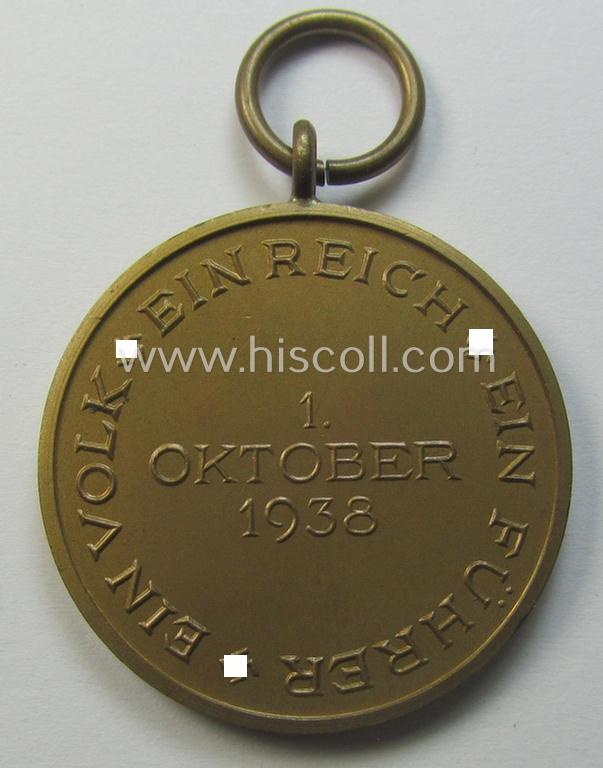 EIN VOLK EIN REICH EIN FÜHRER
1.
OKTOBER
1938
www.hiscoll.com